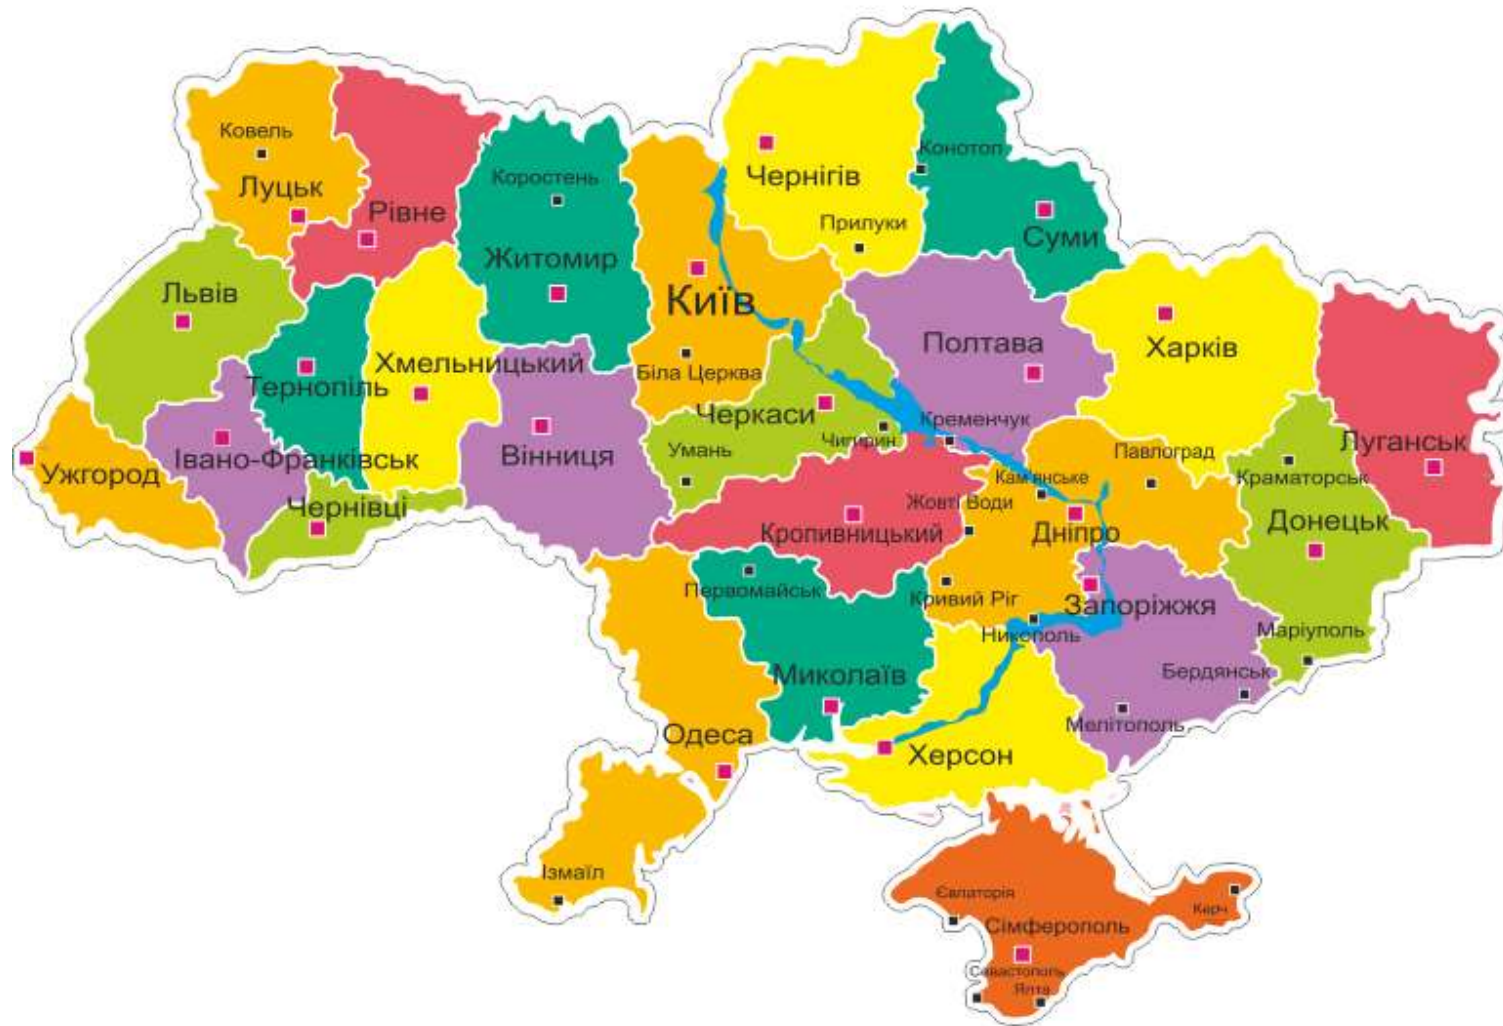 Ковель
Луцьк
Рівне
Коростень
Житомир
Київ
Біла Церква
Чернігів
Прилуки
Конотоп
Суми
Львів
Тернопіль
Хмельницький
Вінниця
Ужгород
Івано-Франківськ
Чернівці
Черкаси
Умань
Чигирин
Полтава
Кременчук
Харків
Луганськ
Павлоград
Краматорськ
Кам'янське
Жовті Води
Дніпро
Донецьк
Кропивницький
Первомайськ
Кривий Ріг
Запоріжжя
Никополь
Маріуполь
Бердянськ
Мелітополь
Миколаїв
Одеса
Херсон
Ізмаїл
Євпаторія
Керч
Сімферополь
Севастополь
Ялта